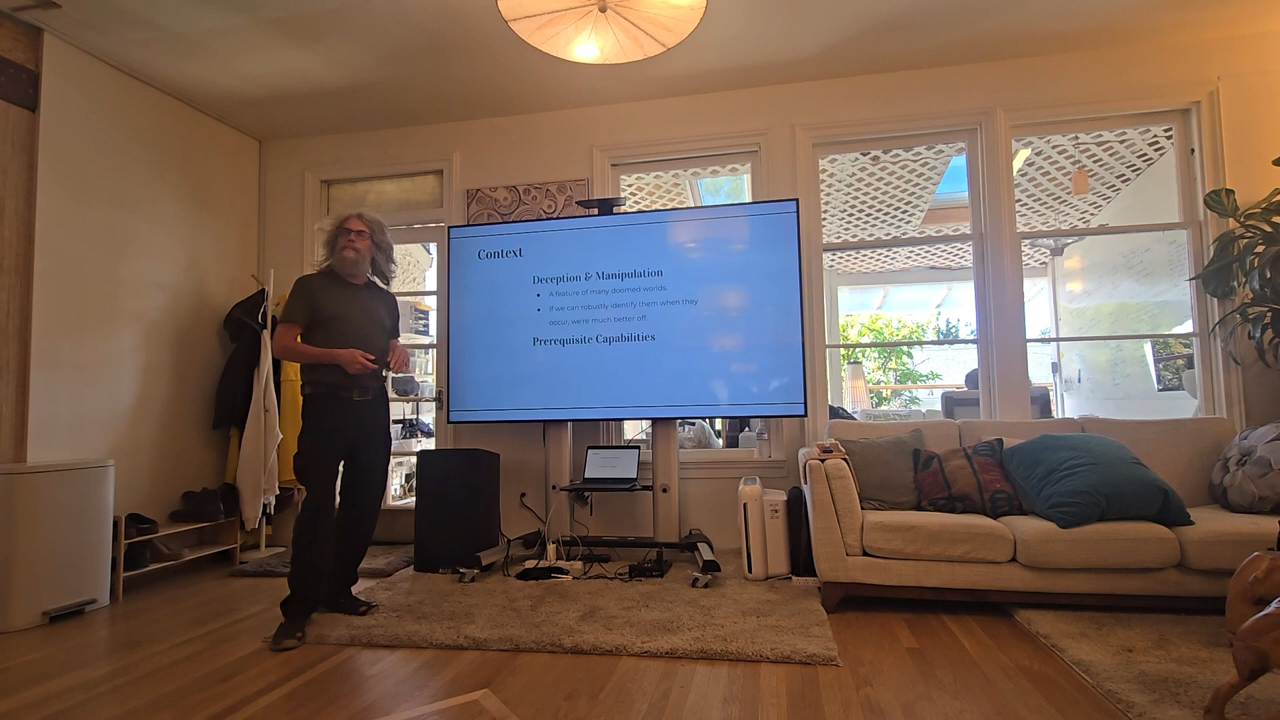 Context
Deception & Manipulation
A feature of many doomed worlds.
If we can robustly identify them when they
occur, we're much better off.
Prerequisite Capabilities